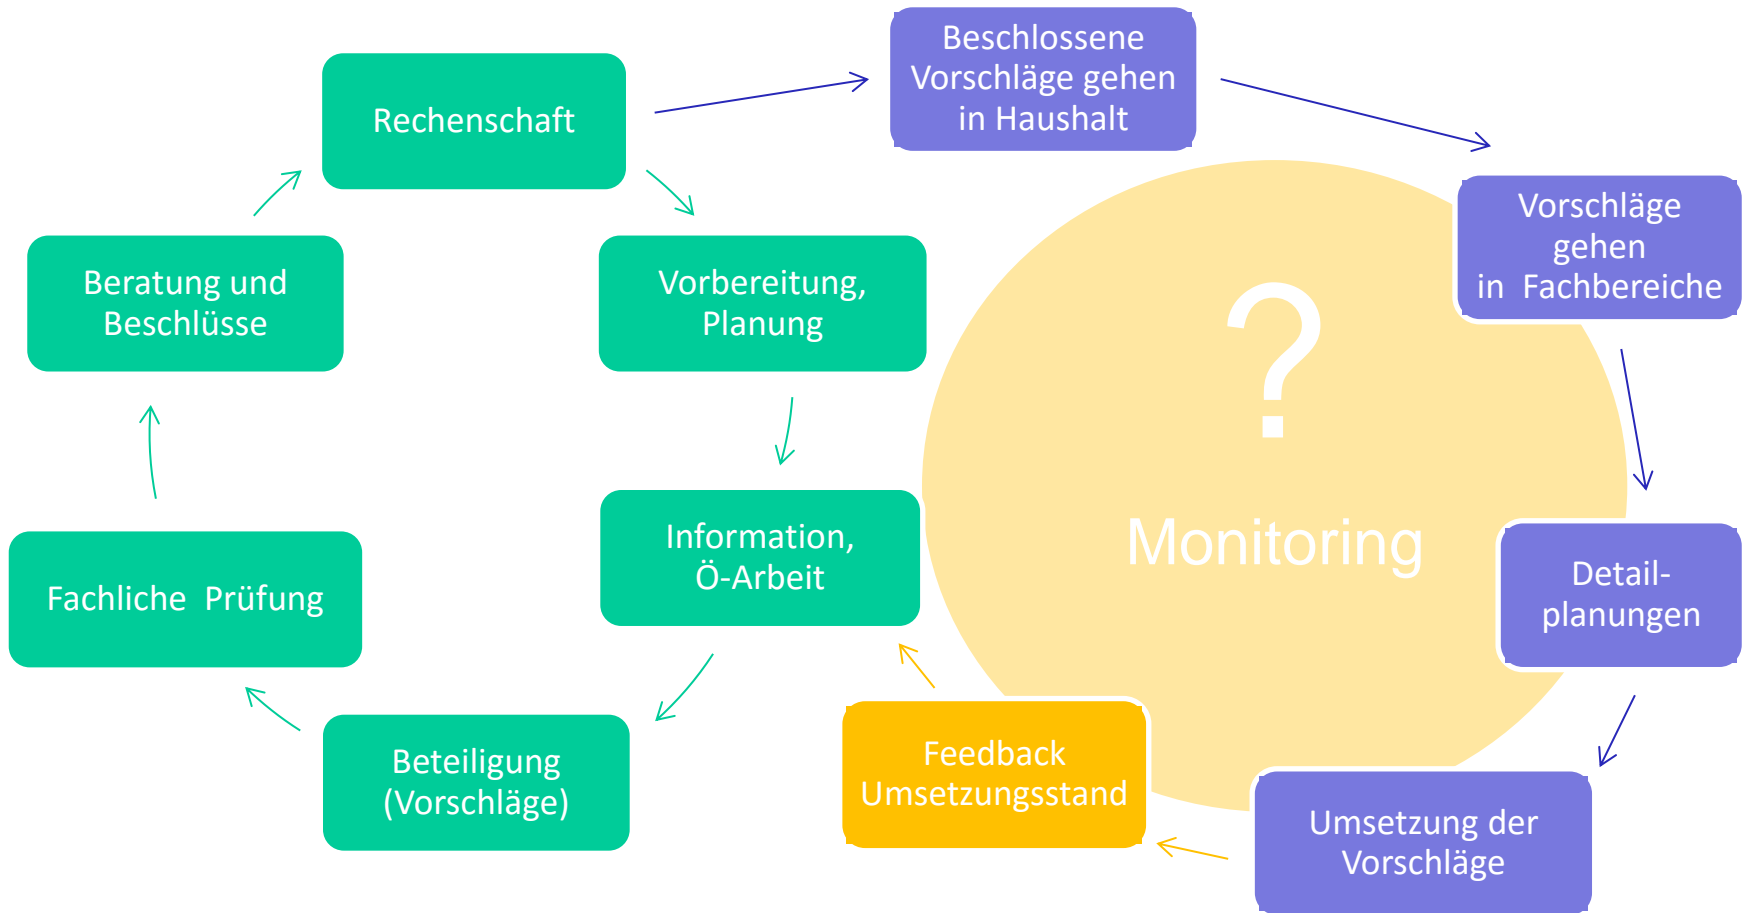 Rechenschaft
Vorbereitung,
Planung
Information,
Ö-Arbeit
Beteiligung
(Vorschläge)
Fachliche Prüfung
Beratung und
Beschlüsse
Beschlossene
Vorschläge gehen
in Haushalt
Vorschläge
gehen
in Fachbereiche
Detail-
planungen
Umsetzung der
Vorschläge
Feedback
Umsetzungsstand
?
Monitoring